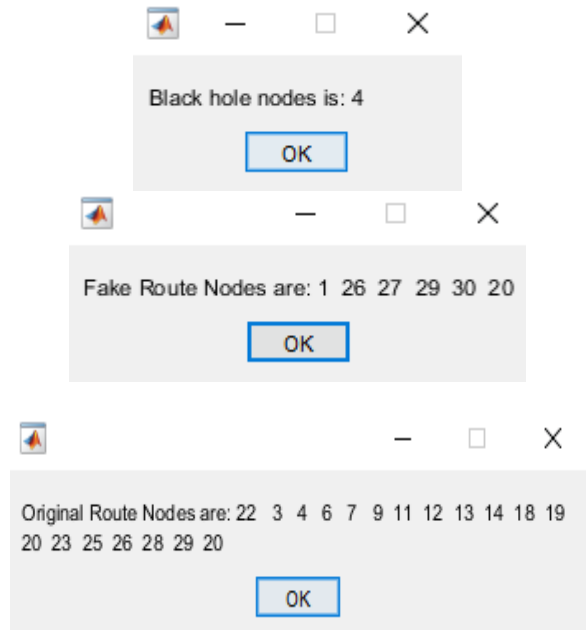 Black hole nodes is: 4
OK
Fake Route Nodes are: 1 26 27 29 30 20
OK
Original Route Nodes are: 22 3 4 6 7 9 11 12 13 14 18 19
20 23 25 26 28 29 20
OK